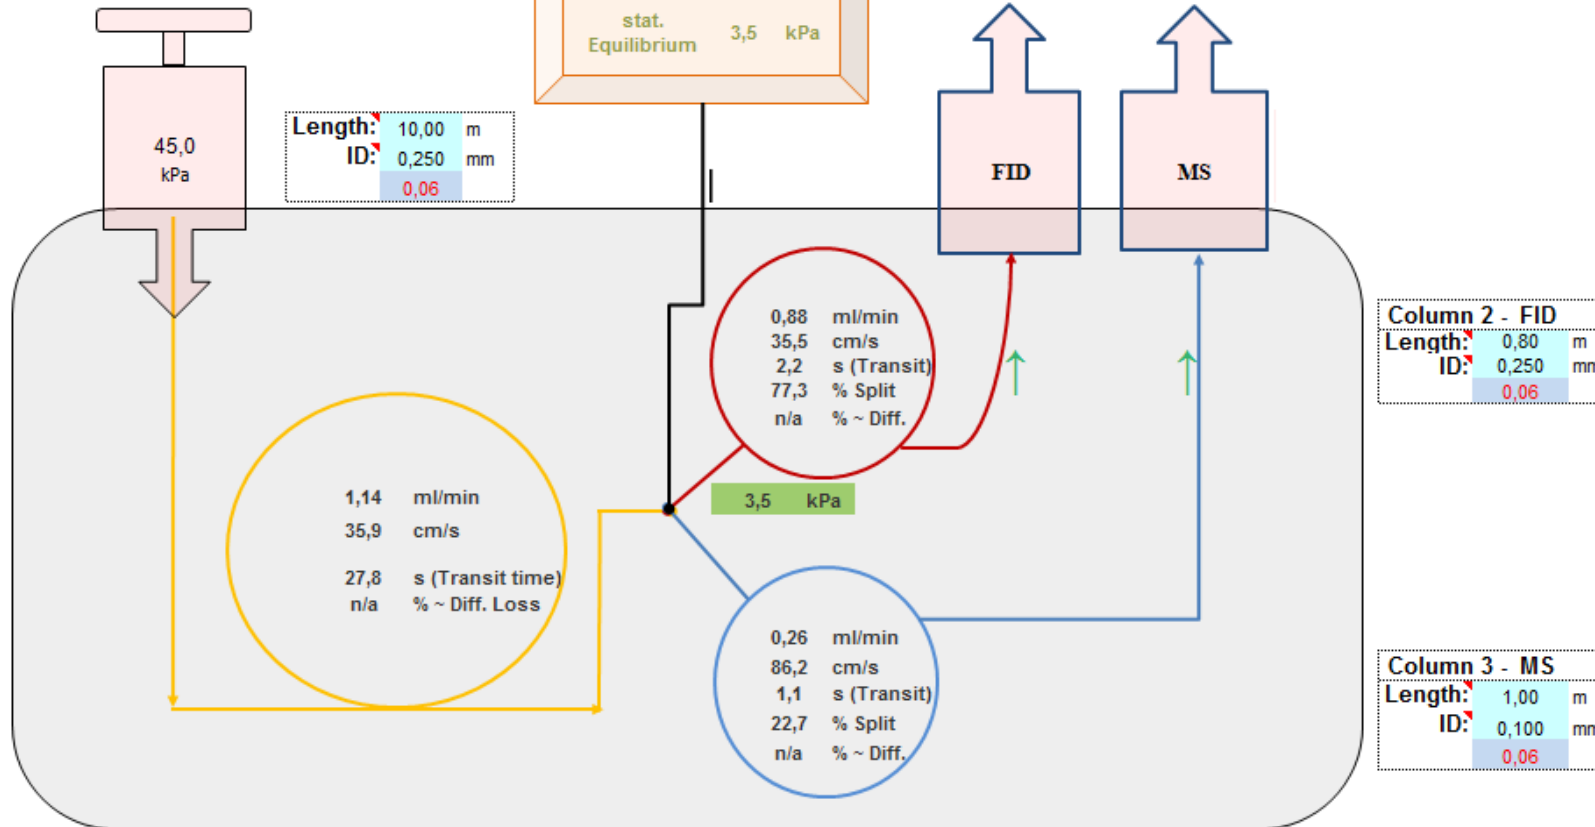 stat.
Equilibrium 3,5 kPa
45,0
kPa
Length: 10,00 m
ID: 0,250 mm
0,06
FID
MS
0,88 ml/min
35,5 cm/s
2,2 s (Transit)
77,3 % Split
n/a % ~ Diff.
Column 2 - FID
Length: 0,80 m
ID: 0,250 mm
0,06
3,5 kPa
1,14 ml/min
35,9 cm/s
27,8 s (Transit time)
n/a % ~ Diff. Loss
0,26 ml/min
86,2 cm/s
1,1 s (Transit)
22,7 % Split
n/a % ~ Diff.
Column 3 - MS
Length: 1,00 m
ID: 0,100 mm
0,06